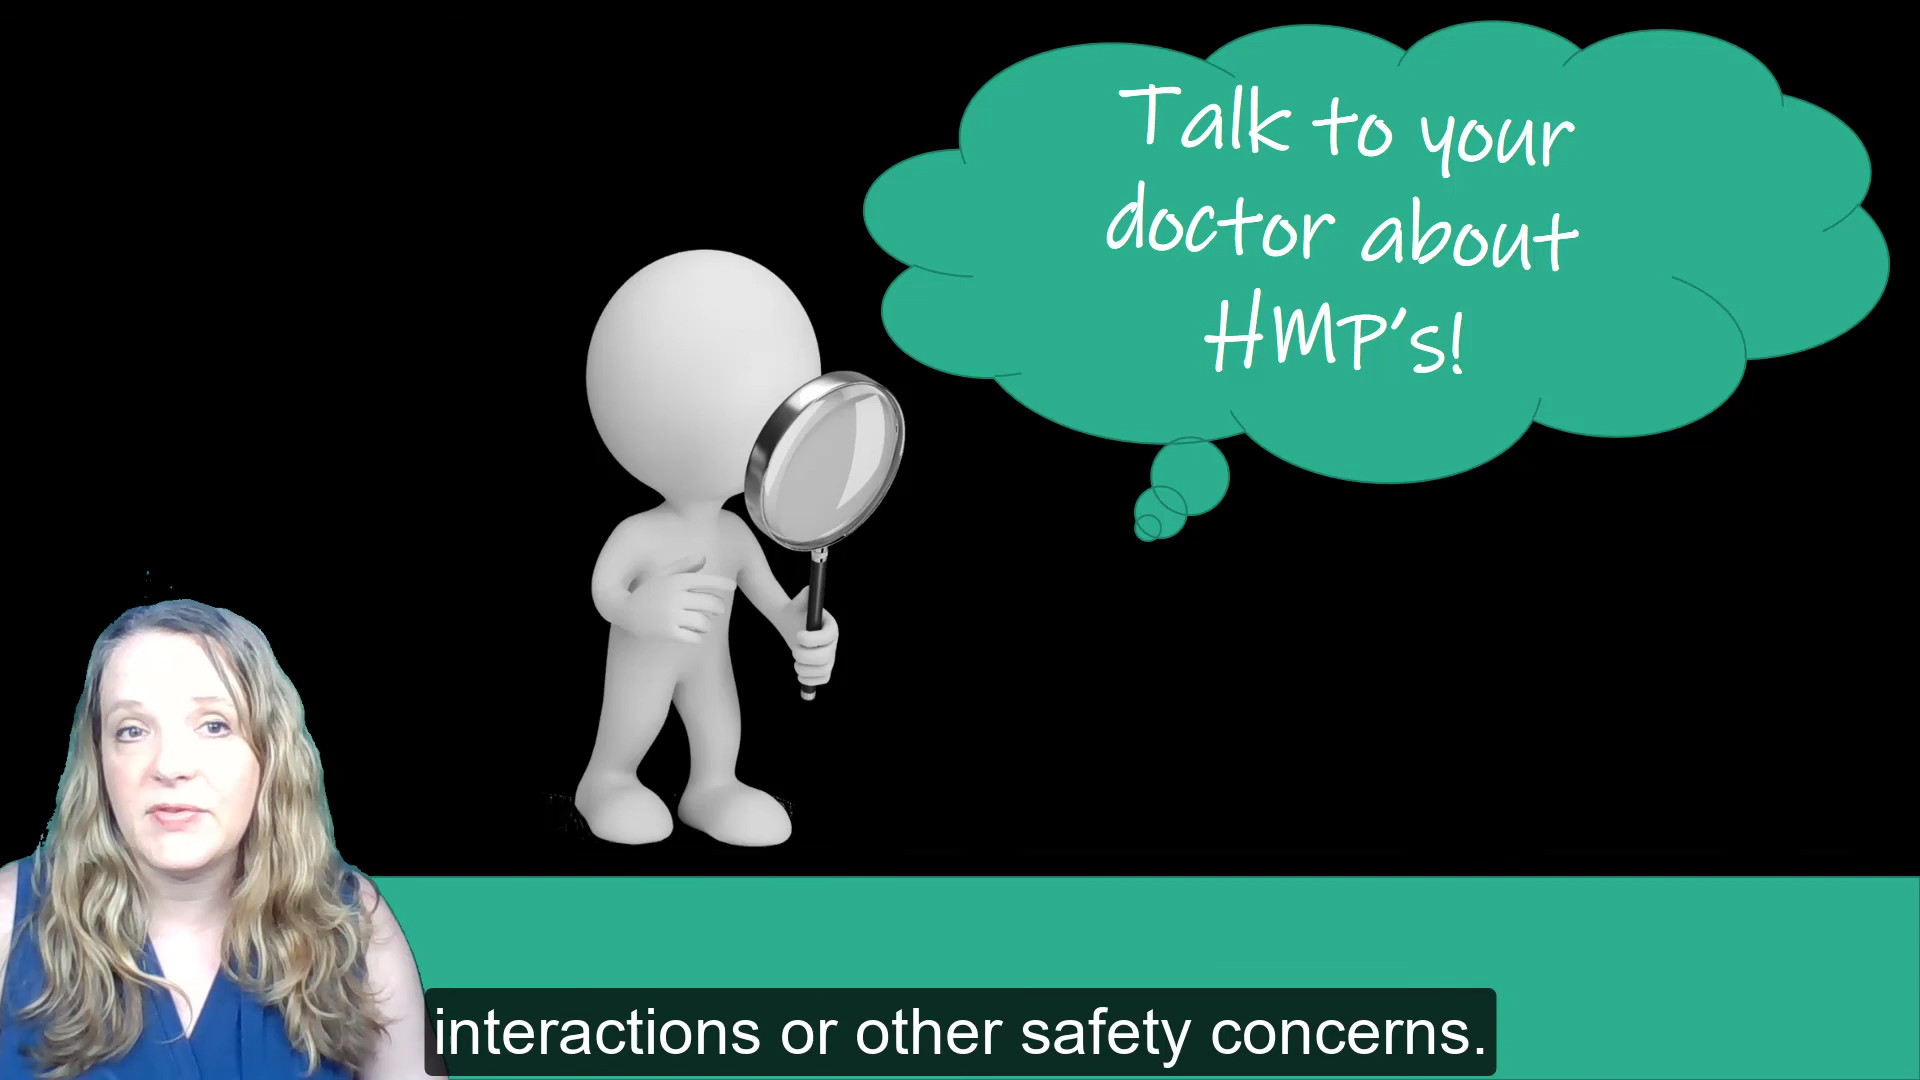 Talk to your
doctor about
HMP's!
interactions or other safety concerns.